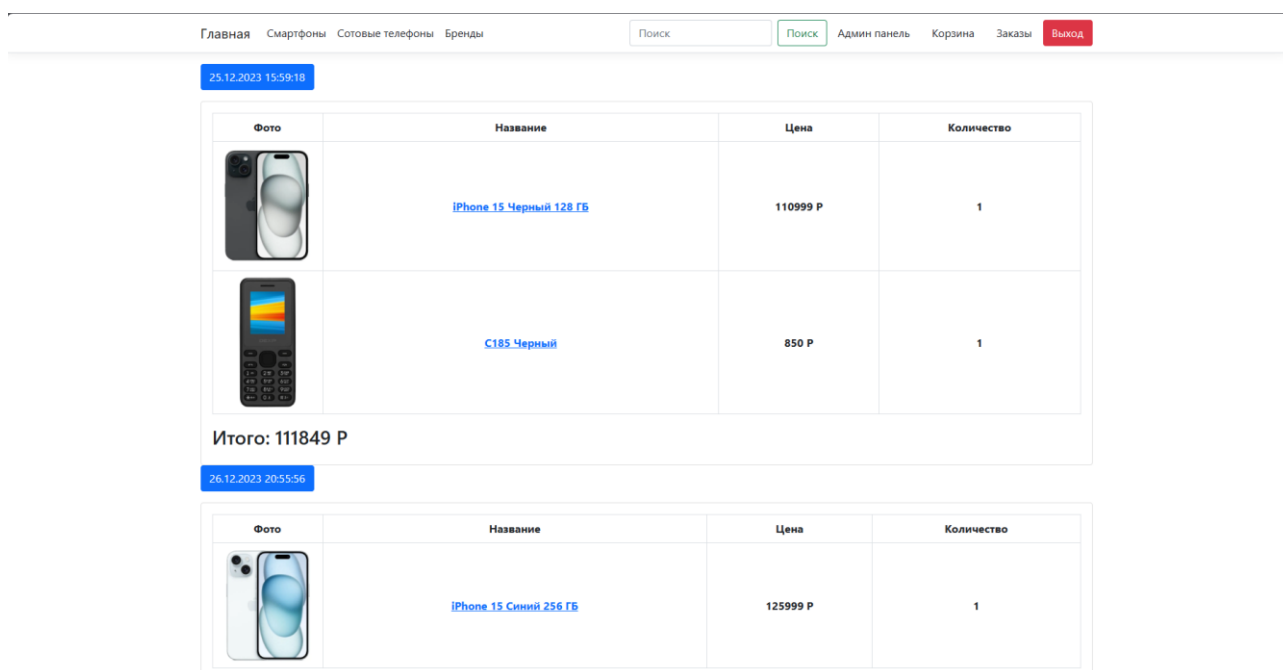 Главная Смартфоны Сотовые телефоны Бренды Поиск Поиск Админ панель Корзина Заказы Выход
25.12.2023 15:59:18
Фото Название Цена Количество
iPhone 15 Черный 128 ГБ 110999 Р 1
C185 Черный 850 Р 1
Итого: 111849 Р
26.12.2023 20:55:56
Фото Название Цена Количество
iPhone 15 Синий 256 ГБ 125999 Р 1